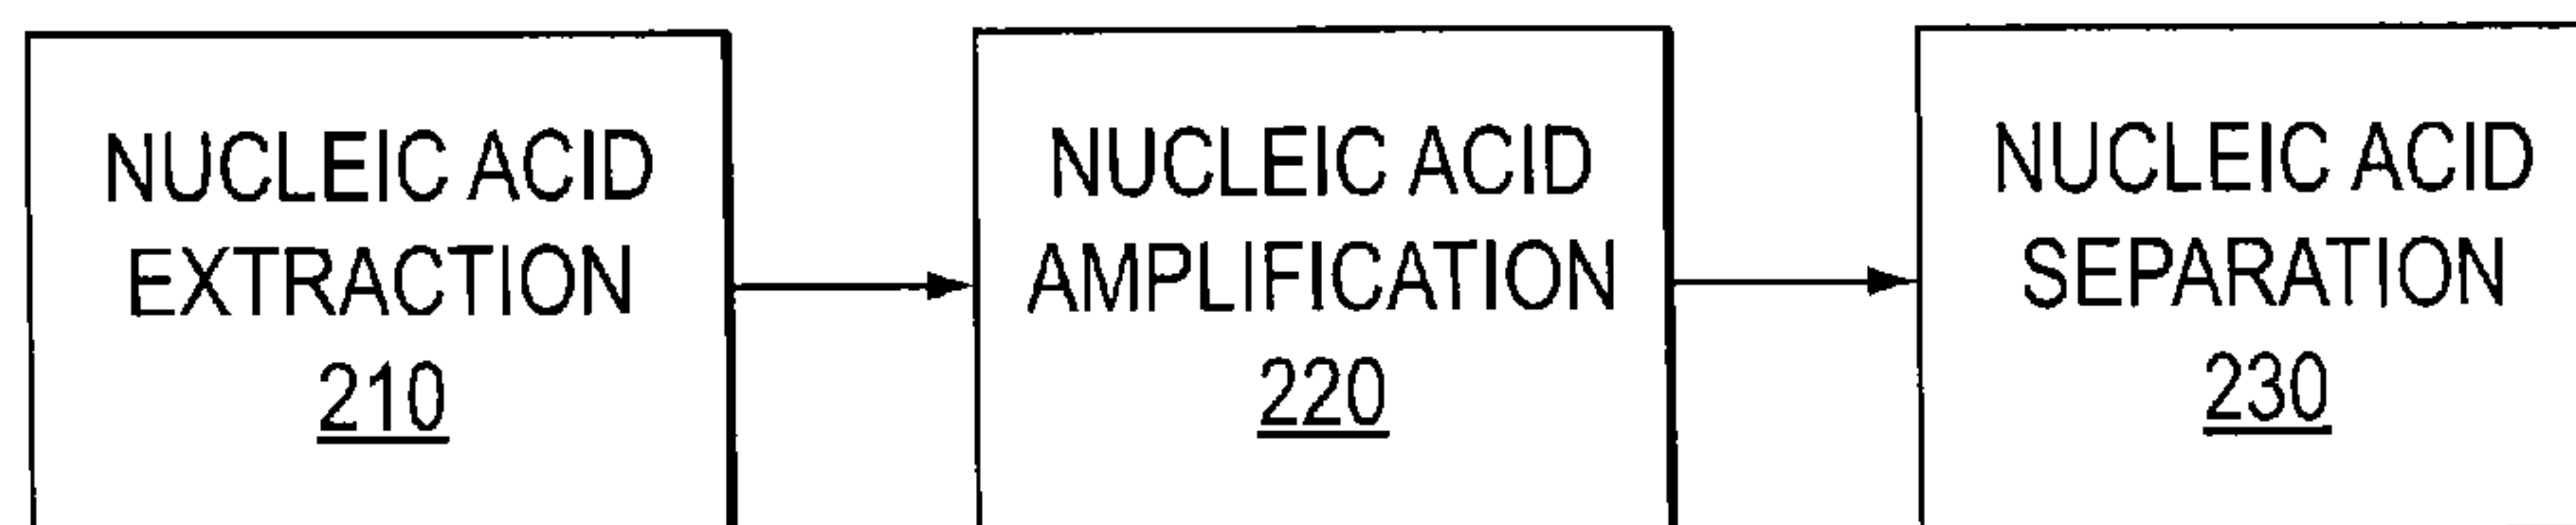 NUCLEIC ACID
EXTRACTION
210
NUCLEIC ACID
AMPLIFICATION
220
NUCLEIC ACID
SEPARATION
230